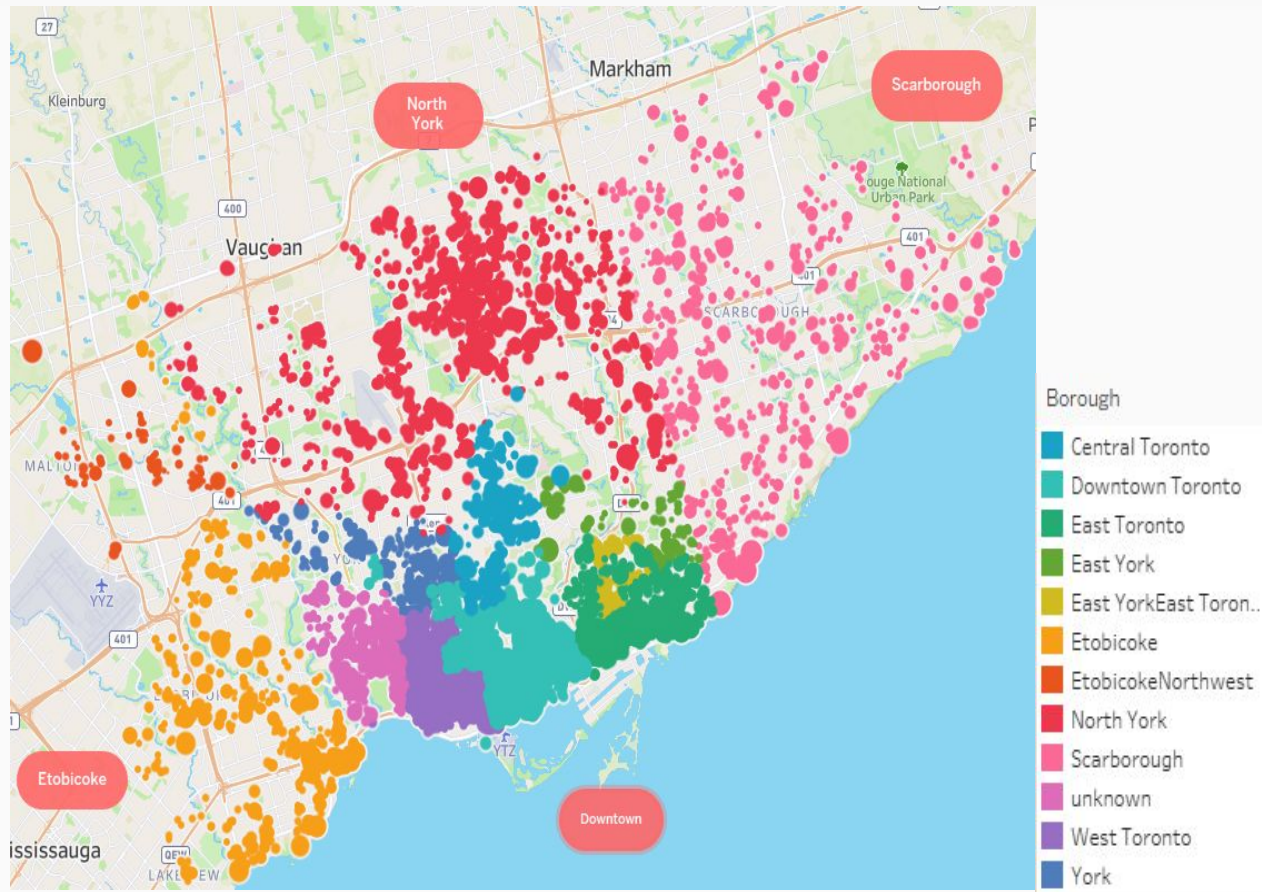 27
Markham
Kleinburg
Scarborough
North
York
400
Vaughan
ouge National
Urban Park
401
SCARBOROUGH
MALTON
401
YYZ
401
Etobicoke
YTZ
Downtown
ississauga
QEW
Borough
Central Toronto
Downtown Toronto
East Toronto
East York
East YorkEast Toron..
Etobicoke
EtobicokeNorthwest
North York
Scarborough
unknown
West Toronto
York